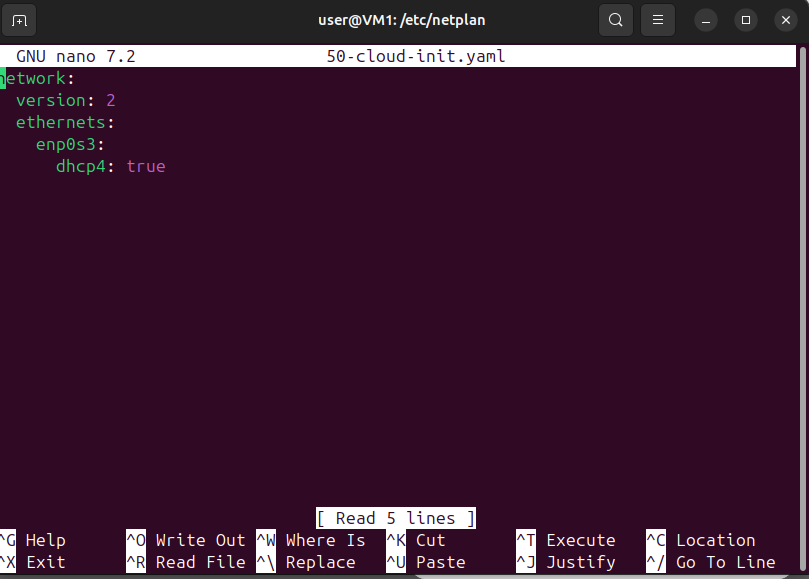 user@VM1: /etc/netplan
GNU nano 7.2 50-cloud-init.yaml
network:
  version: 2
  ethernets:
    enp0s3:
      dhcp4: true
[ Read 5 lines ]
^G Help ^O Write Out ^W Where Is ^K Cut ^T Execute ^C Location
^X Exit ^R Read File ^\ Replace ^U Paste ^J Justify ^/ Go To Line